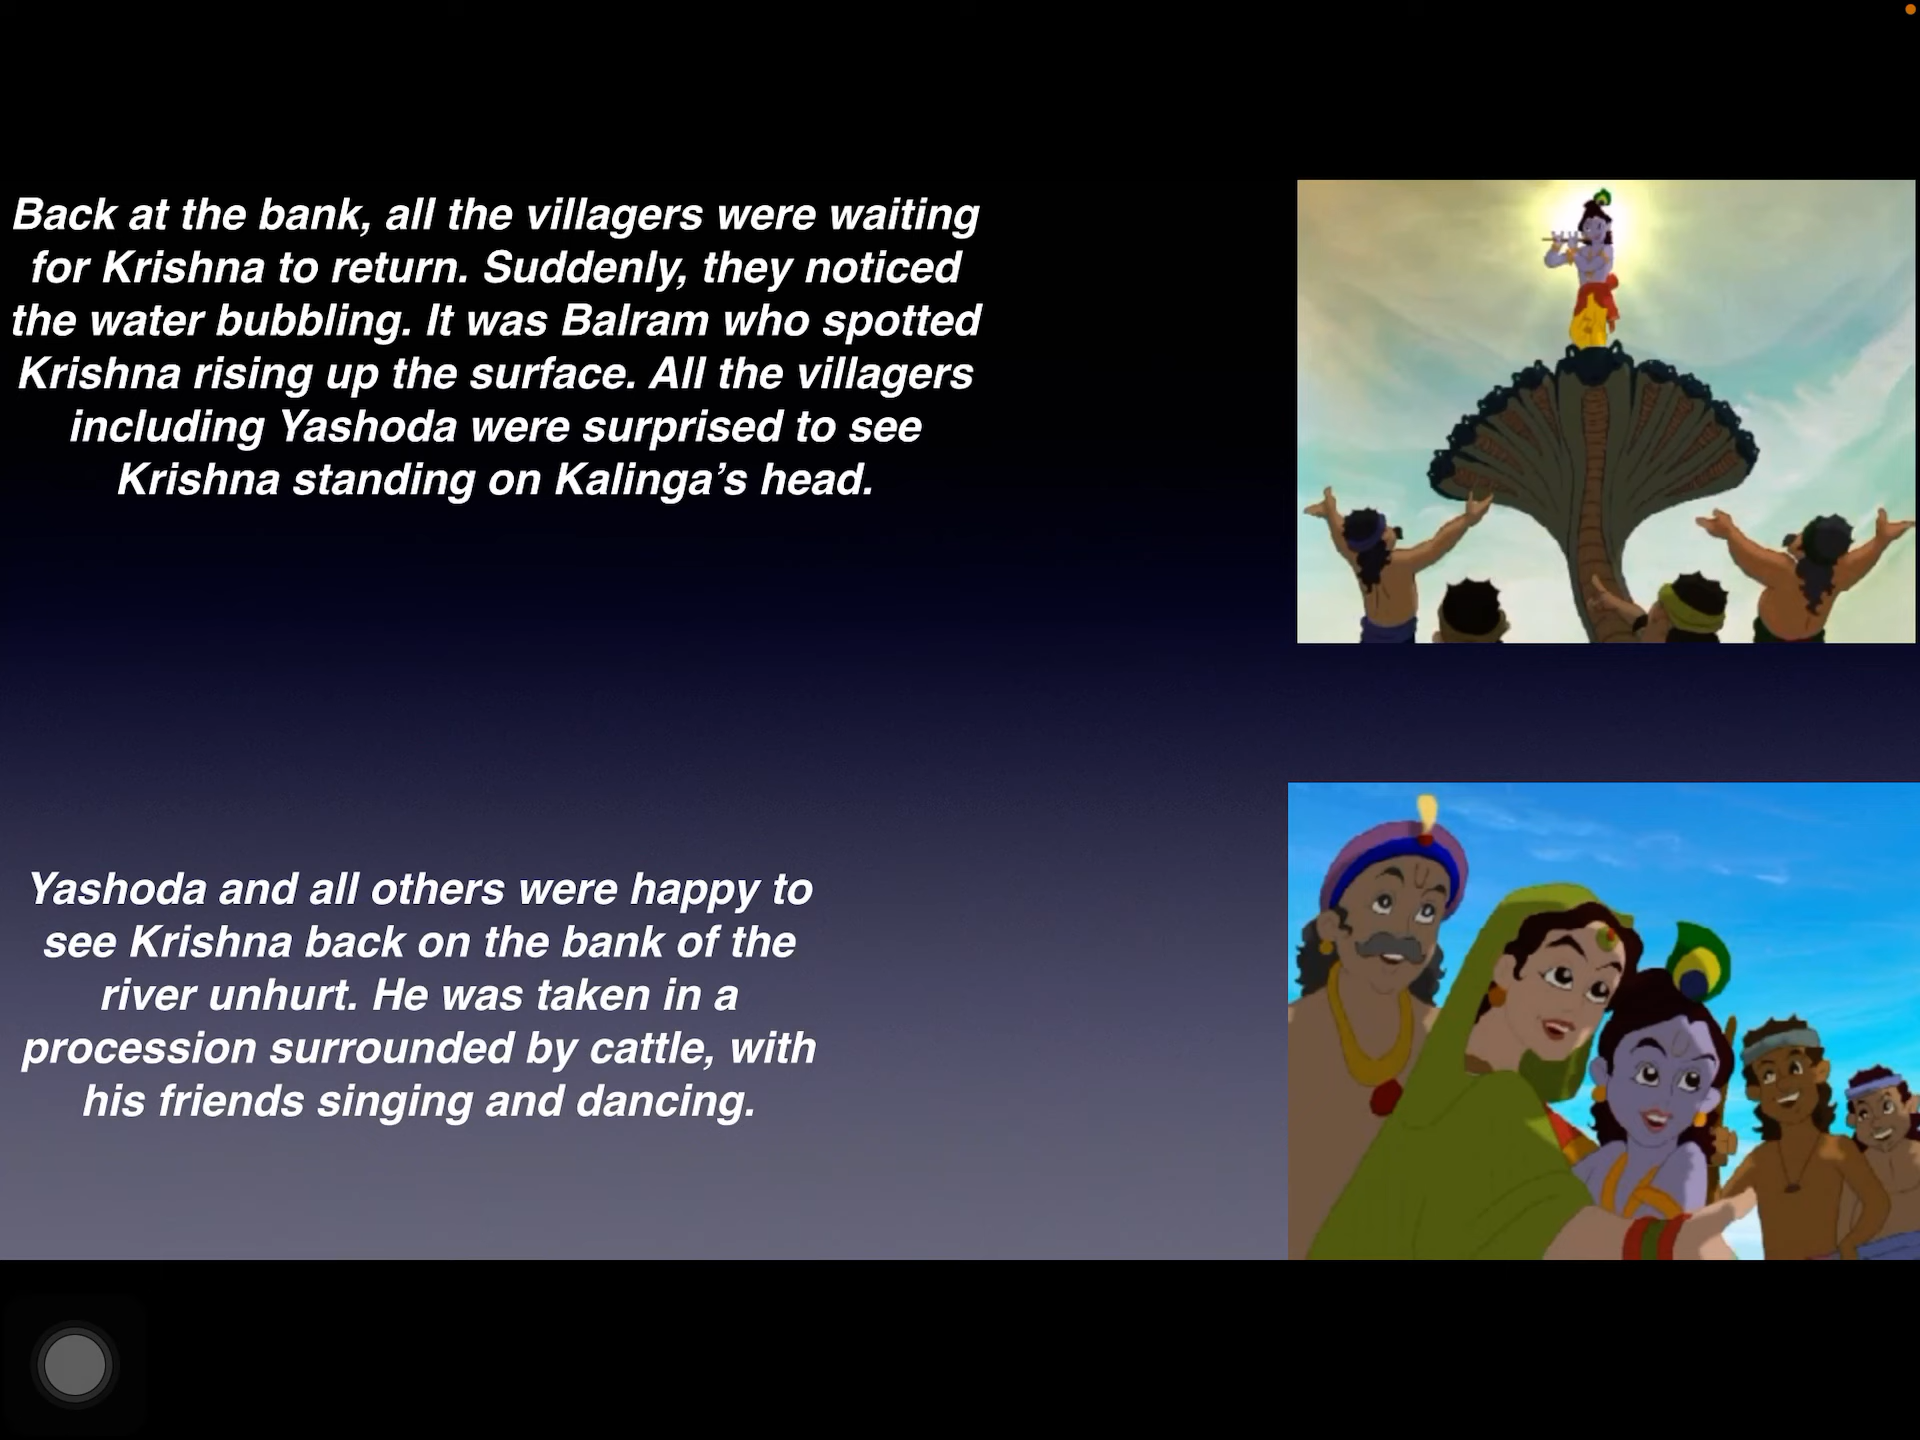 Back at the bank, all the villagers were waiting
for Krishna to return. Suddenly, they noticed
the water bubbling. It was Balram who spotted
Krishna rising up the surface. All the villagers
including Yashoda were surprised to see
Krishna standing on Kalinga’s head.
Yashoda and all others were happy to
see Krishna back on the bank of the
river unhurt. He was taken in a
procession surrounded by cattle, with
his friends singing and dancing.